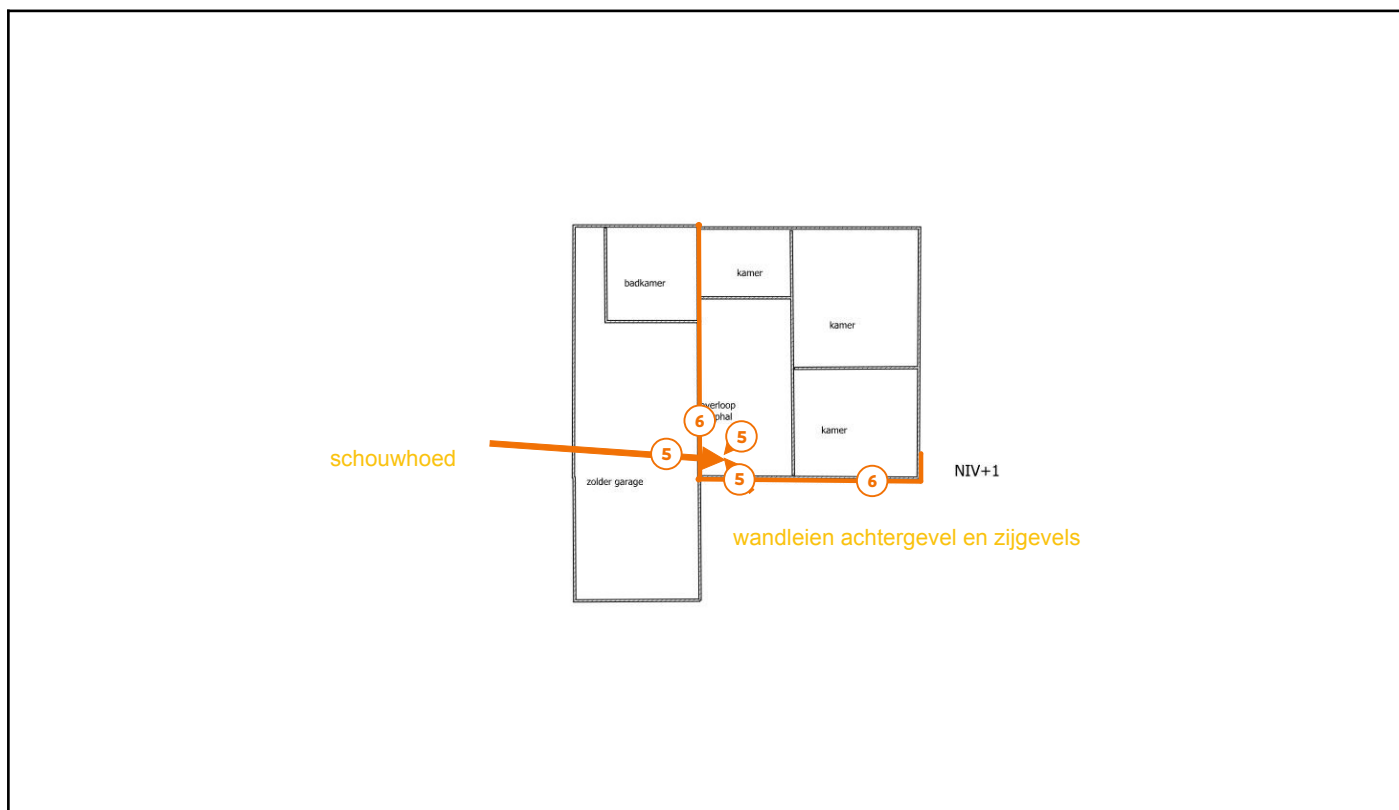 badkamer
kamer
kamer
overloop
6
5
kamer
schouwhoed
5
5
6
NIV+1
zolder garage
wandleien achtergevel en zijgevels